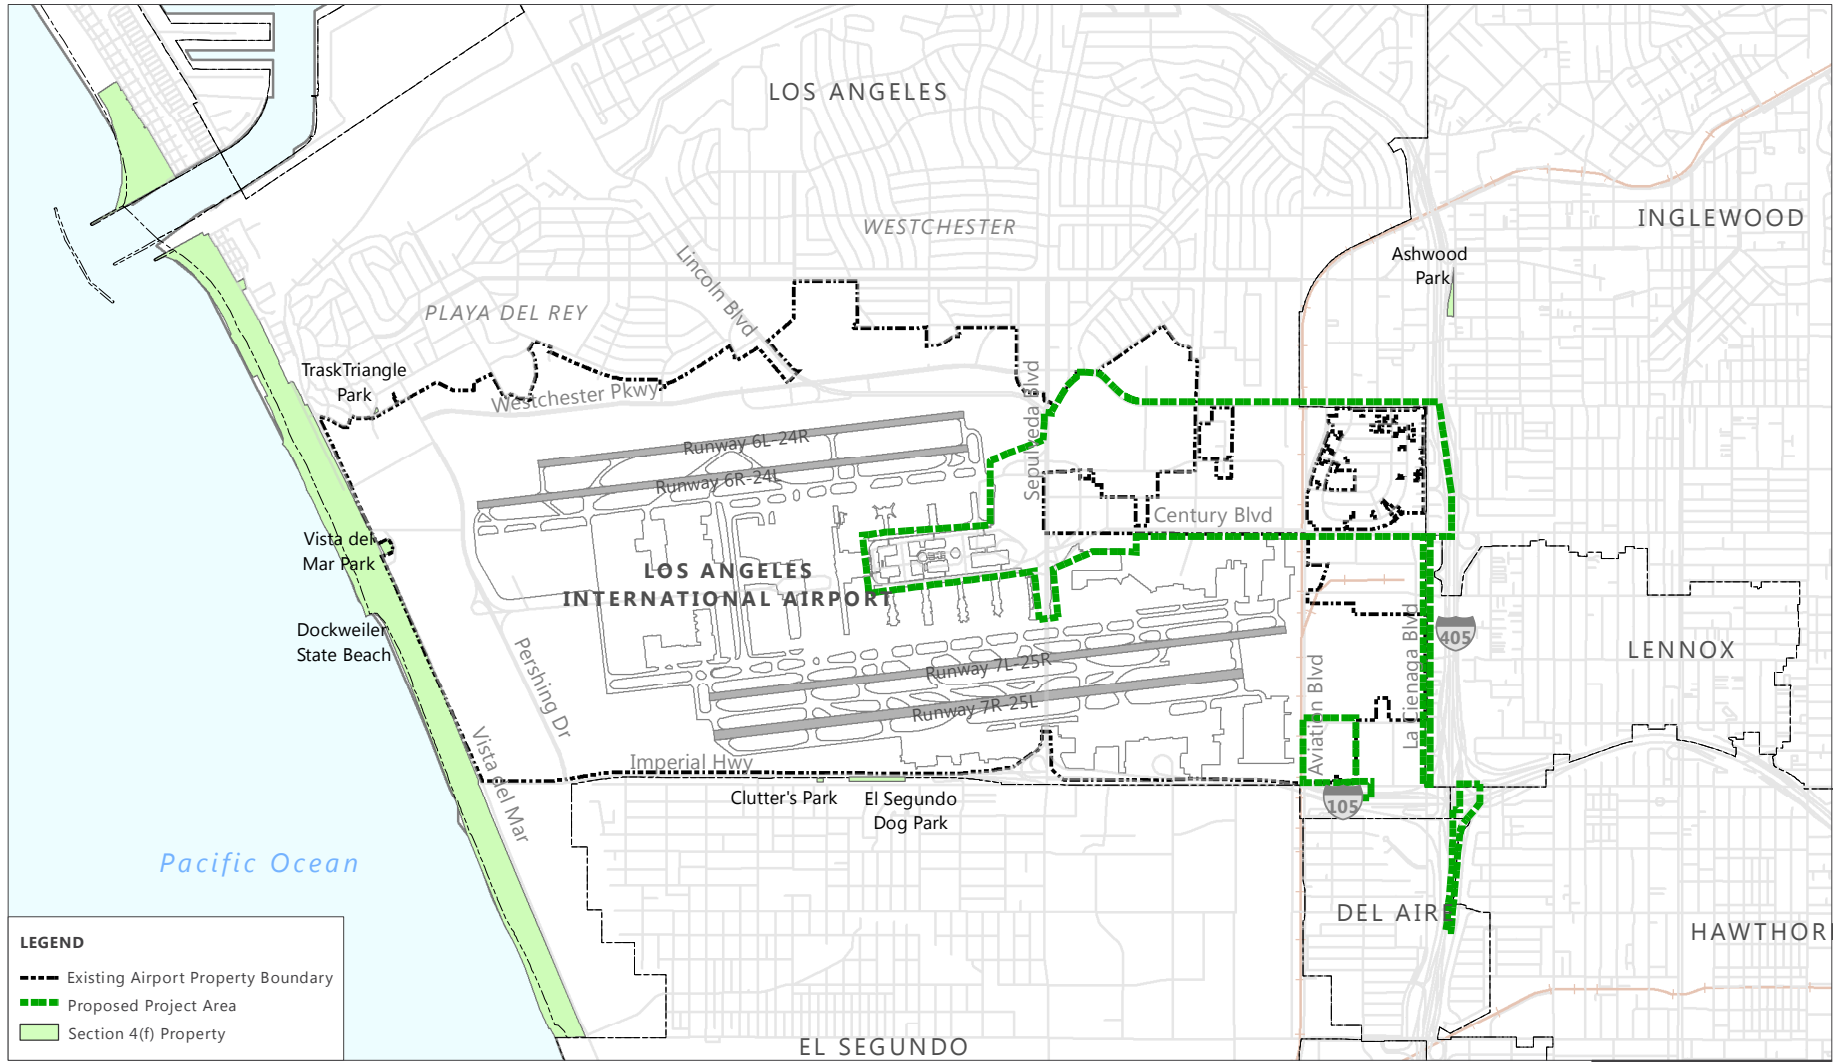 LOS ANGELES
INGLEWOOD
WESTCHESTER
Ashwood
Park
Lincoln Blvd
PLAYA DEL REY
TraskTriangle
Park
Westchester Pkwy
Sepulveda Blvd
Runway 6L-24R
Runway 6R-24L
Century Blvd
Vista del
Mar Park
LOS ANGELES
INTERNATIONAL AIRPORT
Dockweiler
State Beach
405
LENNOX
La Cienaga Blvd
Pershing Dr
Runway 7L-25R
Runway 7R-25L
Aviation Blvd
Vista del Mar
Imperial Hwy
Clutter's Park
El Segundo
Dog Park
105
Pacific Ocean
DEL AIRE
HAWTHOR
LEGEND
Existing Airport Property Boundary
Proposed Project Area
Section 4(f) Property
EL SEGUNDO